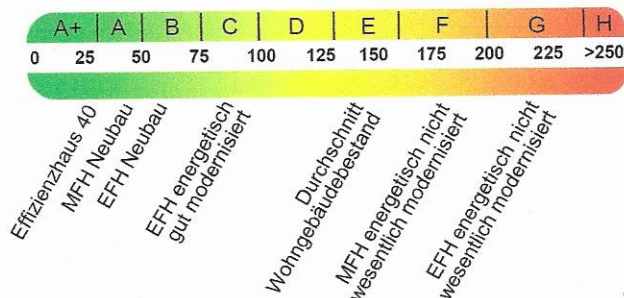 A+ A B C D E F G H
0 25 50 75 100 125 150 175 200 225 >250
Effizienzhaus 40
MFH Neubau
EFH Neubau
EFH energetisch
gut modernisiert
Durchschnitt
Wohngebäudebestand
MFH energetisch nicht
wesentlich modernisiert
EFH energetisch nicht
wesentlich modernisiert